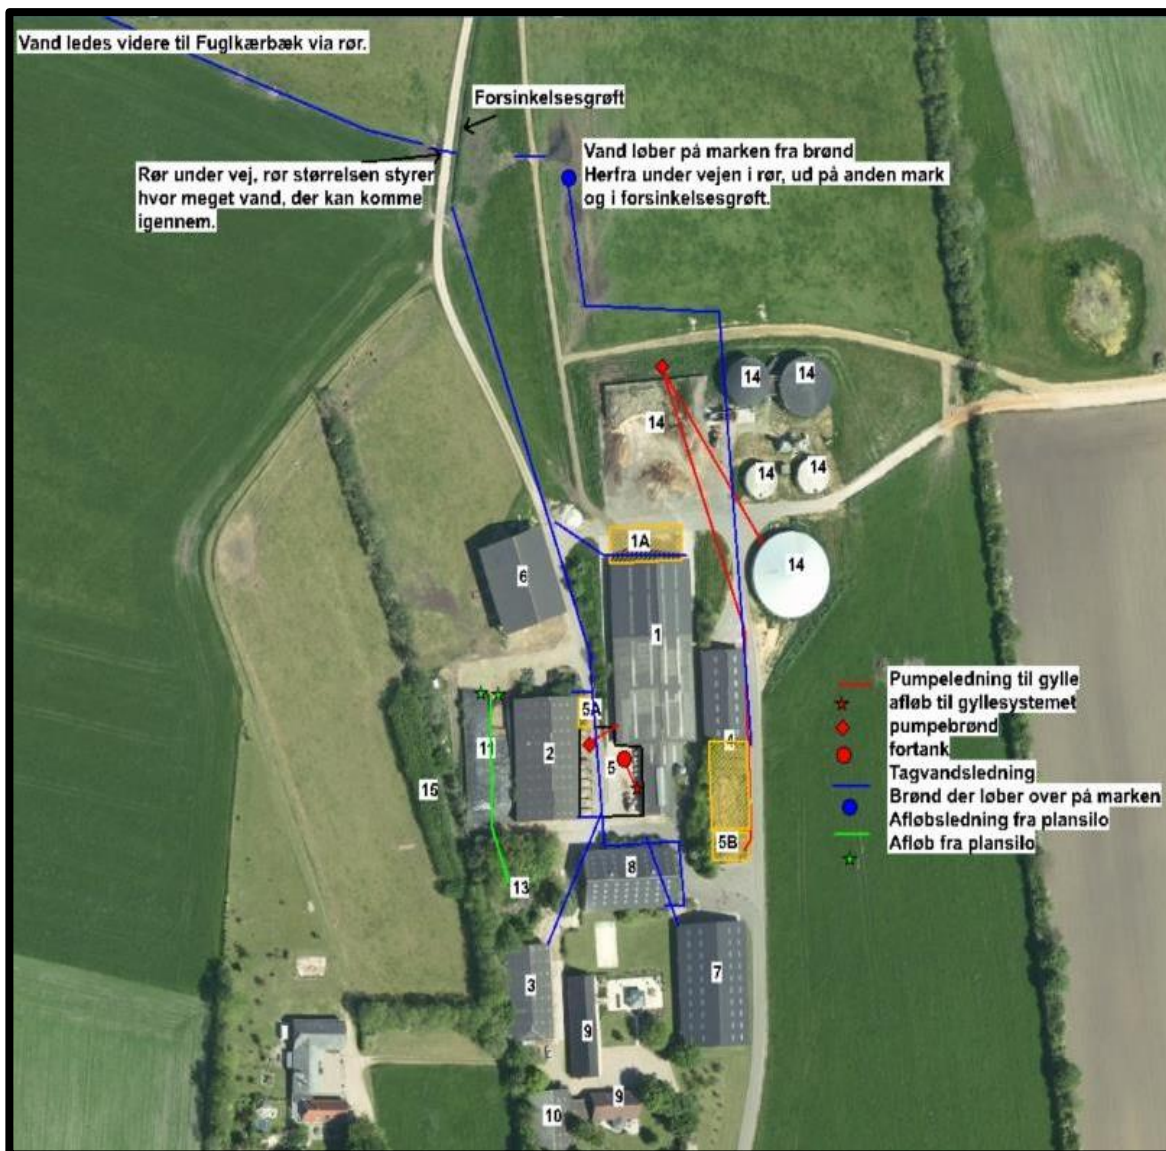 Vand ledes videre til Fuglkærbæk via rør.
Forsinkelsesgrøft
Rør under vej, rør størrelsen styrer
hvor meget vand, der kan komme
igennem.
Vand løber på marken fra brønd
Herfra under vejen i rør, ud på anden mark
og i forsinkelsesgrøft.
14
14
14
14
14
1A
14
6
1
5A
11
2
4
5
15
5B
8
13
3
7
9
9
10
Pumpeledning til gylle
afløb til gyllesystemet
pumpebrønd
fortank
Tagvandsledning
Brønd der løber over på marken
Afløbsledning fra plansilo
Afløb fra plansilo